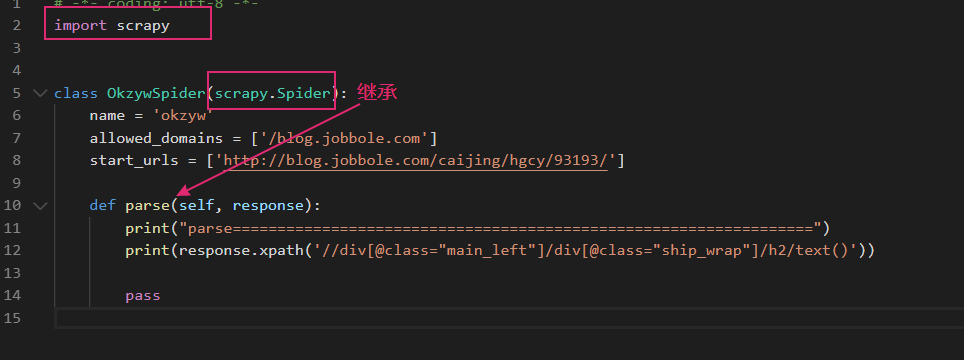 1 # -*- coding: utf-8 -*-
2 import scrapy
3
4
5 class OkzywSpider(scrapy.Spider): 继承
6 name = 'okzyw'
7 allowed_domains = ['/blog.jobbole.com']
8 start_urls = ['http://blog.jobbole.com/caijing/hgcy/93193/']
9
10 def parse(self, response):
11 print("parse=================================================================")
12 print(response.xpath('//div[@class="main_left"]/div[@class="ship_wrap"]/h2/text()'))
13
14 pass
15